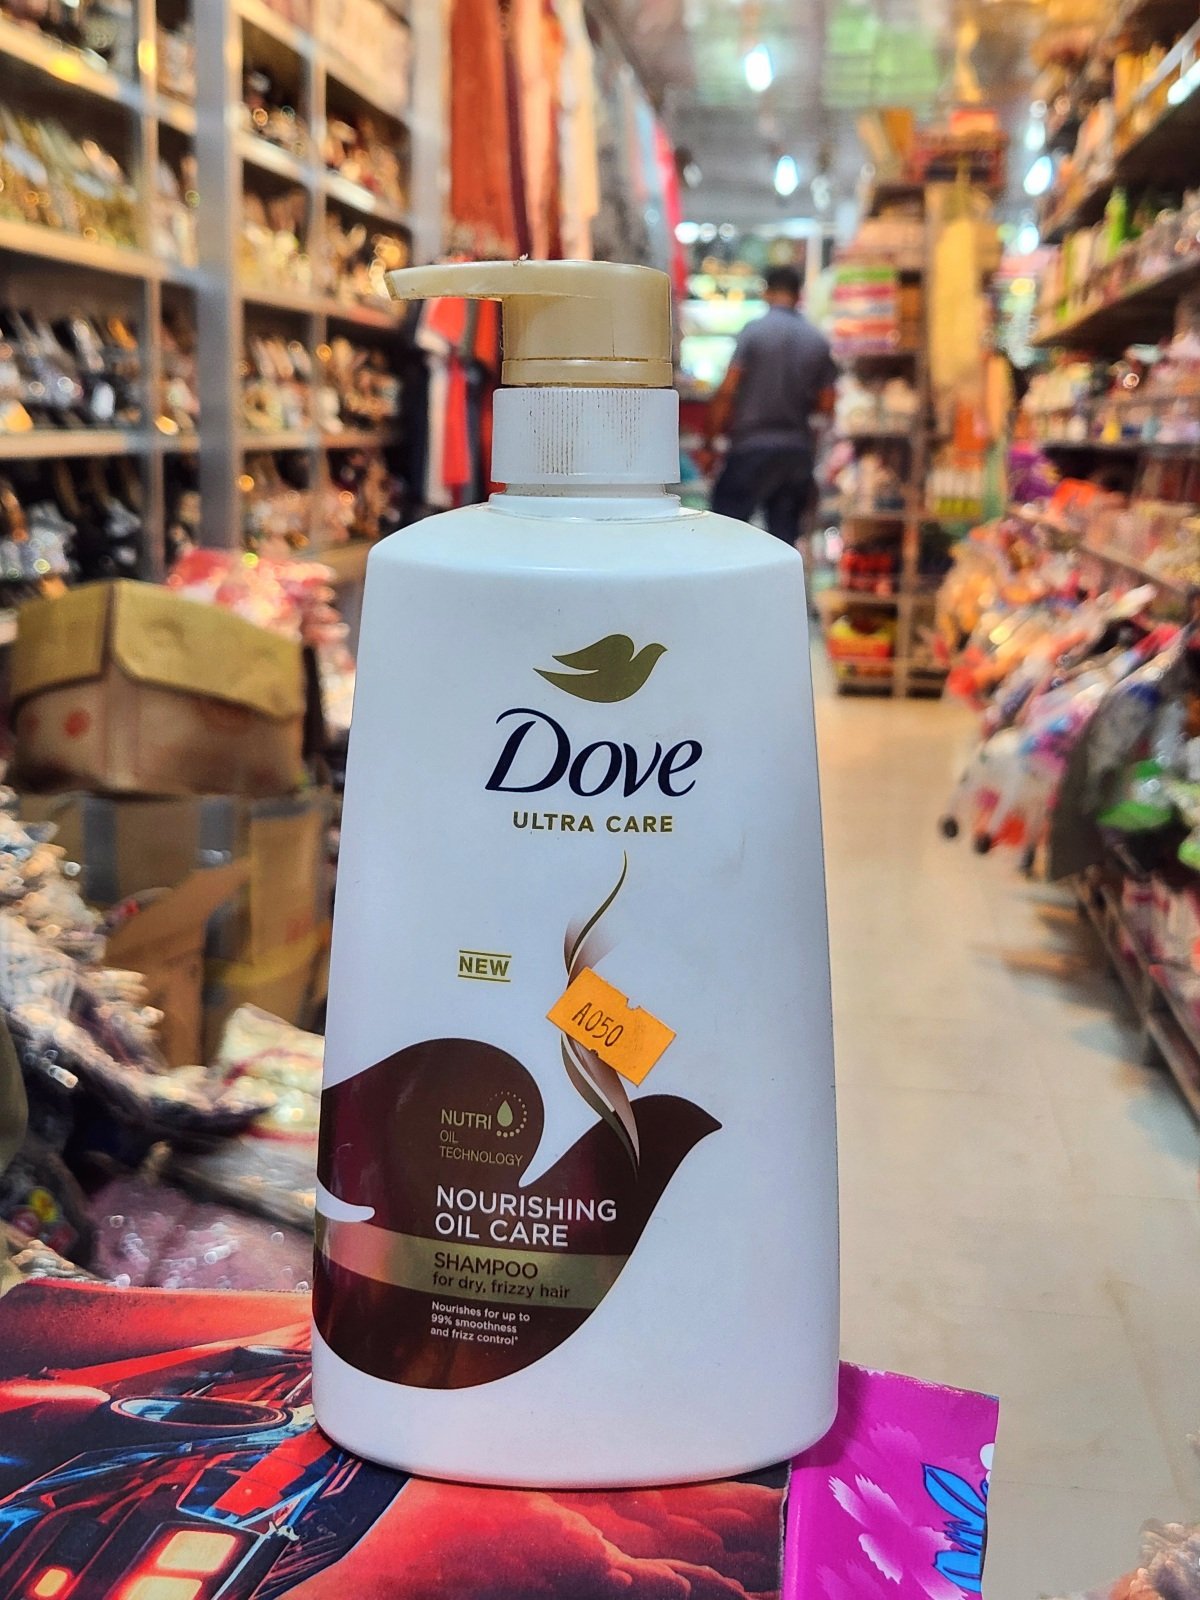 Dove
ULTRA CARE
NEW
A050
NUTRI
OIL
TECHNOLOGY
NOURISHING
OIL CARE
SHAMPOO
for dry, frizzy hair
Nourishes for up to
99% smoothness
and frizz control*